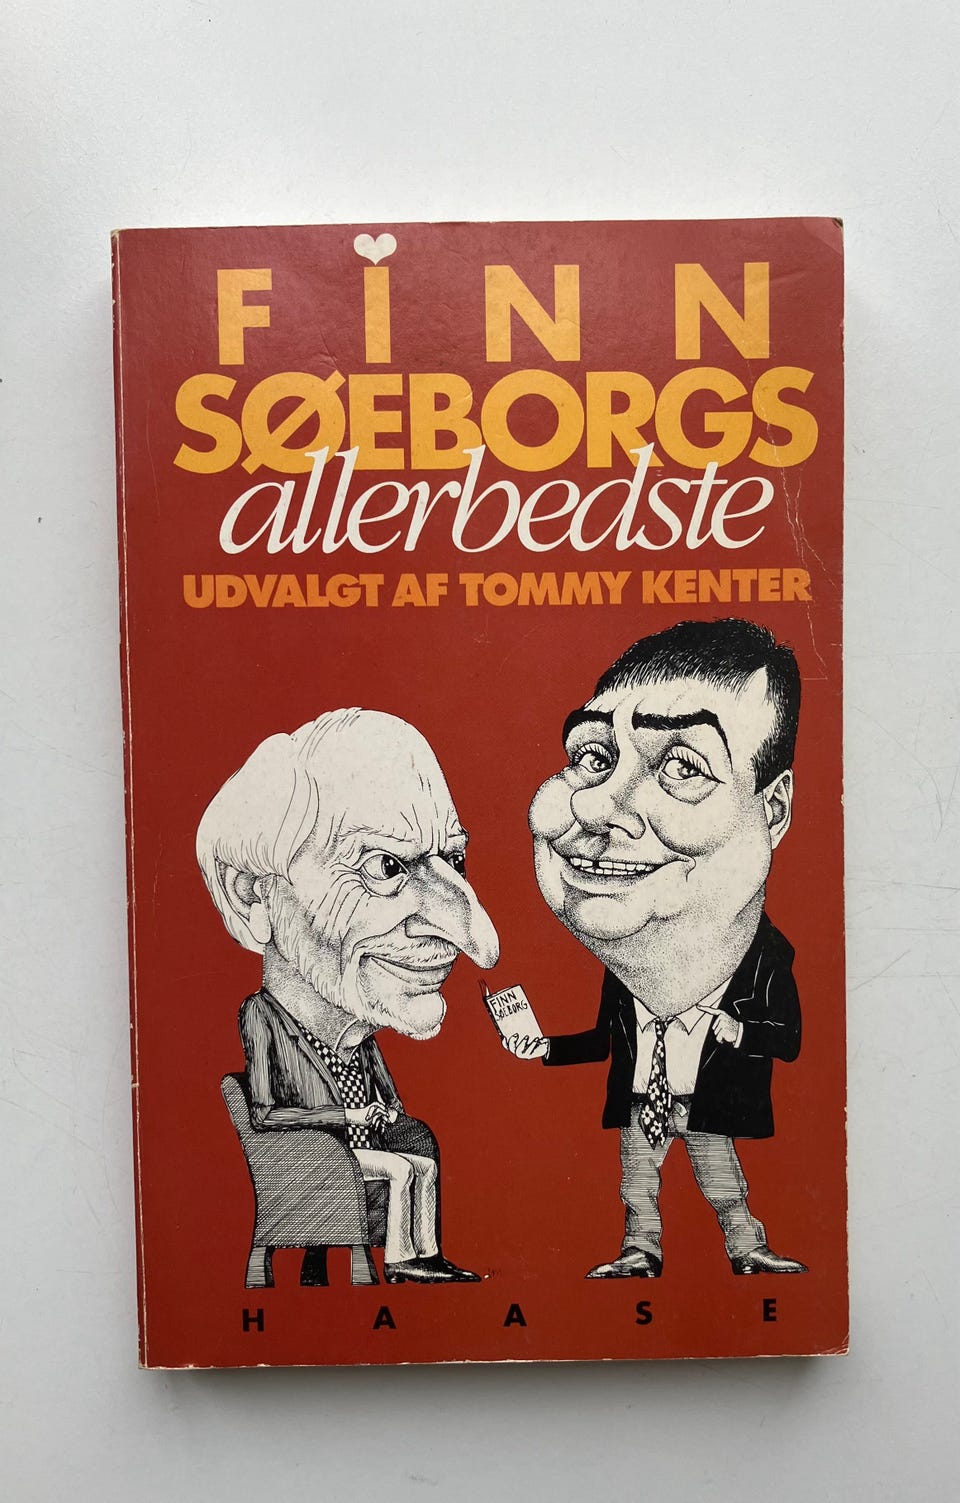 FINN
SØEBORGS
allerbedste
UDVALGT AF TOMMY KENTER
FINN
SØEBORG
HAASE